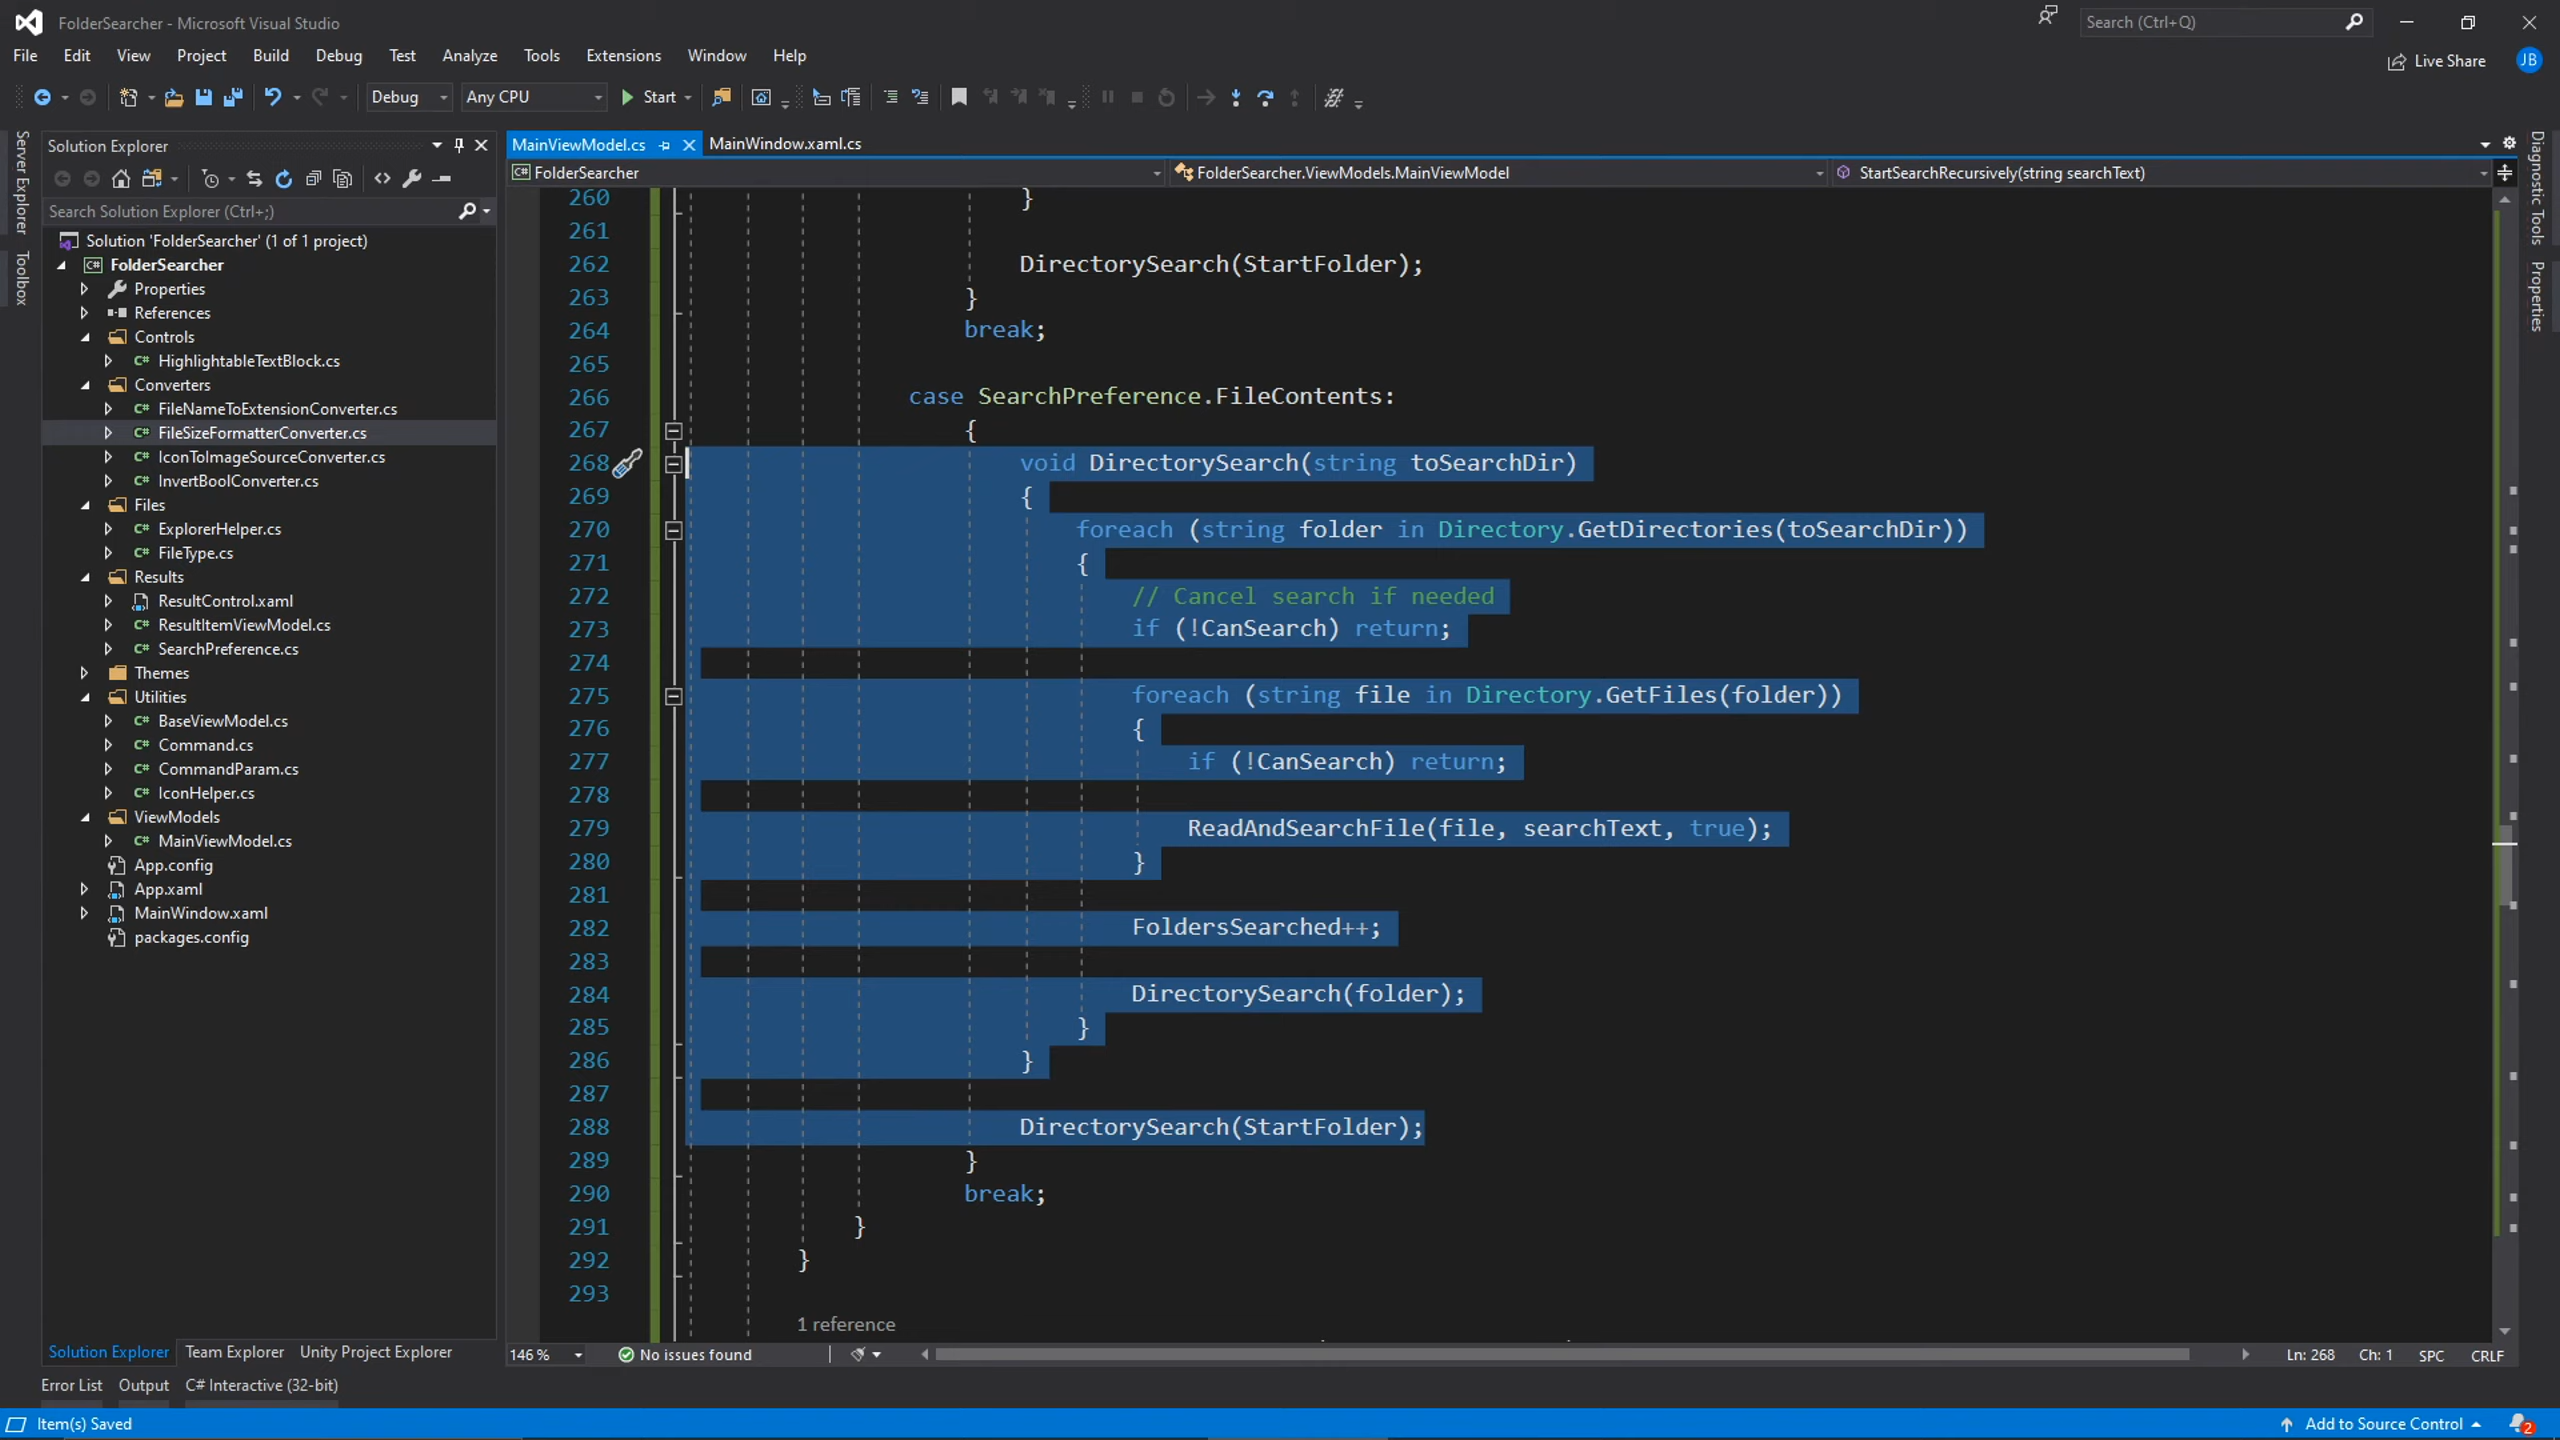 FolderSearcher - Microsoft Visual Studio
Search (Ctrl+Q)
File Edit View Project Build Debug Test Analyze Tools Extensions Window Help
Live Share
JB
Debug
Any CPU
Start
Server Explorer
Toolbox
Solution Explorer
Search Solution Explorer (Ctrl+;)
Solution 'FolderSearcher' (1 of 1 project)
FolderSearcher
Properties
References
Controls
HighlightableTextBlock.cs
Converters
FileNameToExtensionConverter.cs
FileSizeFormatterConverter.cs
IconToImageSourceConverter.cs
InvertBoolConverter.cs
Files
ExplorerHelper.cs
FileType.cs
Results
ResultControl.xaml
ResultItemViewModel.cs
SearchPreference.cs
Themes
Utilities
BaseViewModel.cs
Command.cs
CommandParam.cs
IconHelper.cs
ViewModels
MainViewModel.cs
App.config
App.xaml
MainWindow.xaml
packages.config
Solution Explorer Team Explorer Unity Project Explorer
MainViewModel.cs MainWindow.xaml.cs
FolderSearcher FolderSearcher.ViewModels.MainViewModel StartSearchRecursively(string searchText)
260 }
261
262 DirectorySearch(StartFolder);
263 }
264 break;
265
266 case SearchPreference.FileContents:
267 {
268 void DirectorySearch(string toSearchDir)
269 {
270 foreach (string folder in Directory.GetDirectories(toSearchDir))
271 {
272 // Cancel search if needed
273 if (!CanSearch) return;
274
275 foreach (string file in Directory.GetFiles(folder))
276 {
277 if (!CanSearch) return;
278
279 ReadAndSearchFile(file, searchText, true);
280 }
281
282 FoldersSearched++;
283
284 DirectorySearch(folder);
285 }
286 }
287
288 DirectorySearch(StartFolder);
289 }
290 break;
291 }
292 }
293
1 reference
146 %
No issues found
Ln: 268 Ch: 1 SPC CRLF
Diagnostic Tools
Properties
Error List Output C# Interactive (32-bit)
Item(s) Saved
Add to Source Control
2